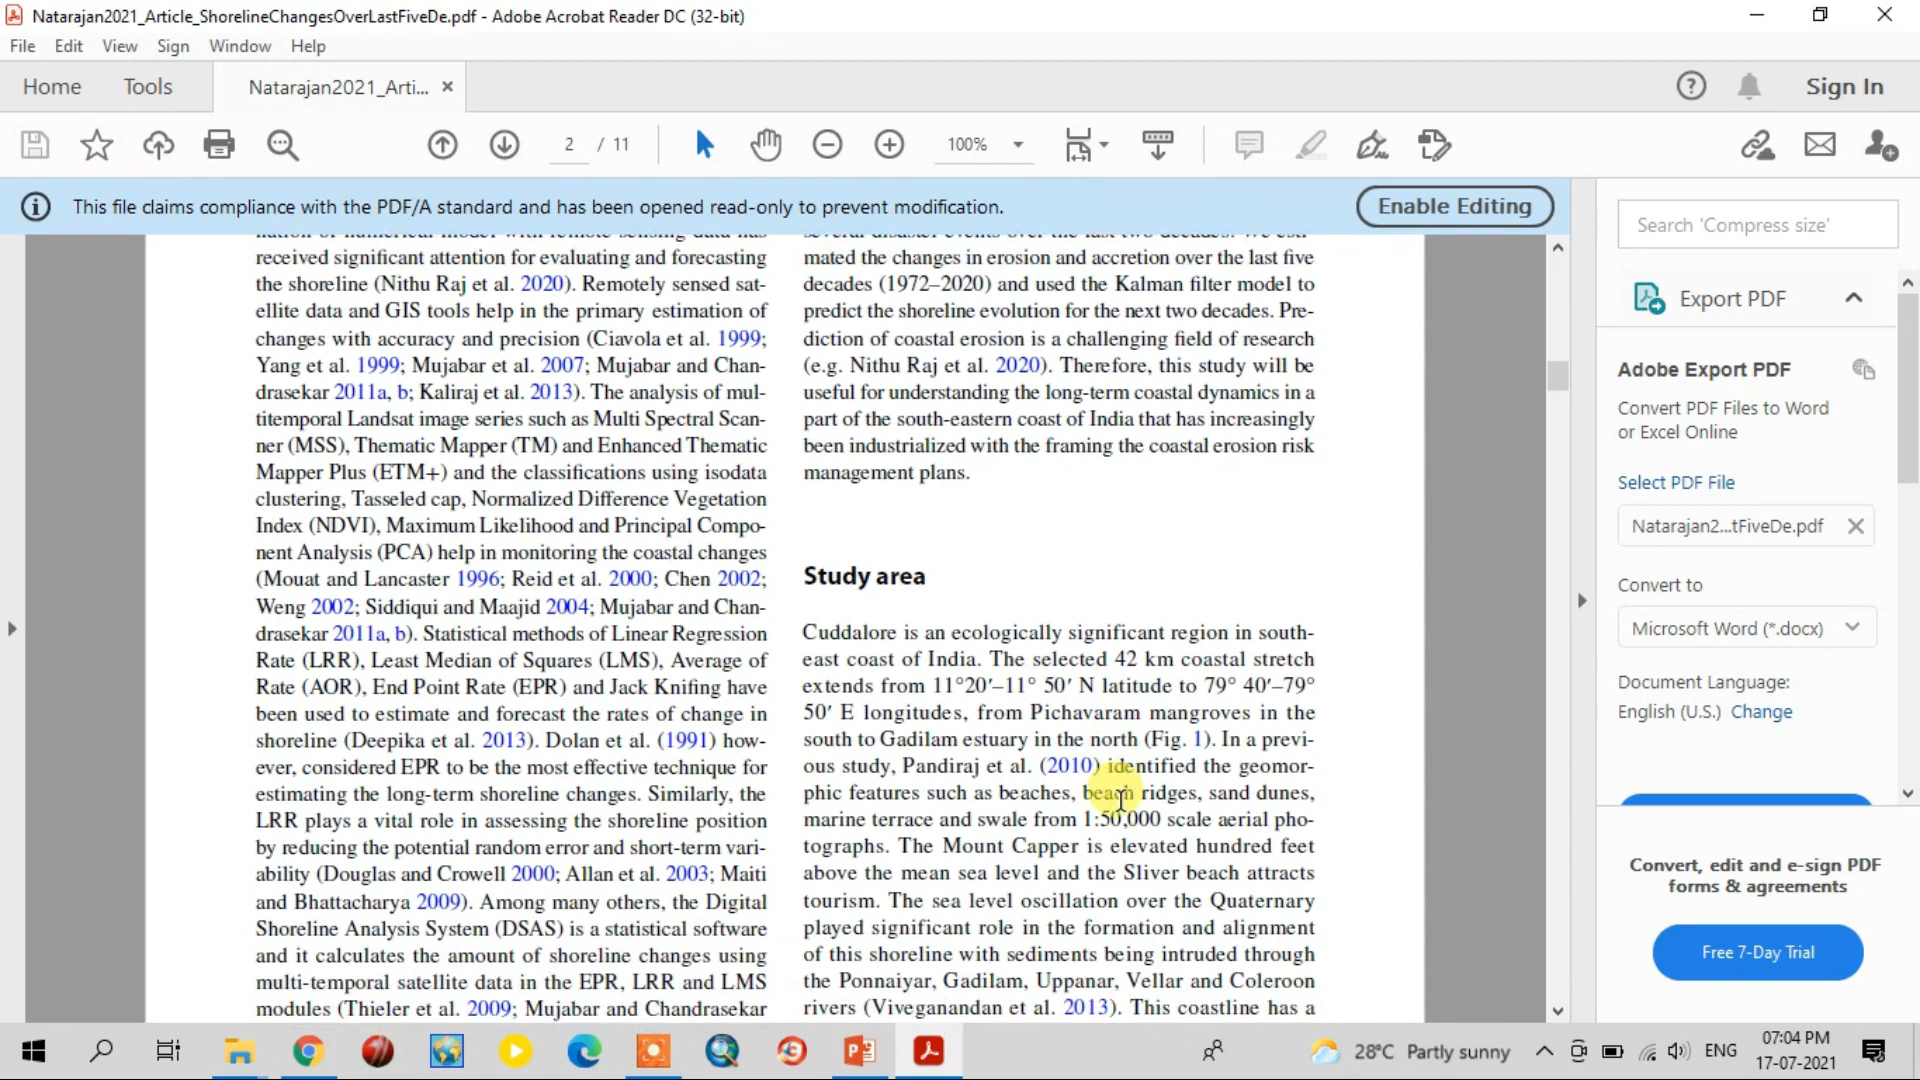 Natarajan2021_Article_ShorelineChangesOverLastFiveDe.pdf - Adobe Acrobat Reader DC (32-bit)
File Edit View Sign Window Help
Home Tools Natarajan2021_Arti... × Sign In
2 / 11 100%
This file claims compliance with the PDF/A standard and has been opened read-only to prevent modification. Enable Editing
nation of numerical model with remote sensing data has
received significant attention for evaluating and forecasting
the shoreline (Nithu Raj et al. 2020). Remotely sensed sat-
ellite data and GIS tools help in the primary estimation of
changes with accuracy and precision (Ciavola et al. 1999;
Yang et al. 1999; Mujabar et al. 2007; Mujabar and Chan-
drasekar 2011a, b; Kaliraj et al. 2013). The analysis of mul-
titemporal Landsat image series such as Multi Spectral Scan-
ner (MSS), Thematic Mapper (TM) and Enhanced Thematic
Mapper Plus (ETM+) and the classifications using isodata
clustering, Tasseled cap, Normalized Difference Vegetation
Index (NDVI), Maximum Likelihood and Principal Compo-
nent Analysis (PCA) help in monitoring the coastal changes
(Mouat and Lancaster 1996; Reid et al. 2000; Chen 2002;
Weng 2002; Siddiqui and Maajid 2004; Mujabar and Chan-
drasekar 2011a, b). Statistical methods of Linear Regression
Rate (LRR), Least Median of Squares (LMS), Average of
Rate (AOR), End Point Rate (EPR) and Jack Knifing have
been used to estimate and forecast the rates of change in
shoreline (Deepika et al. 2013). Dolan et al. (1991) how-
ever, considered EPR to be the most effective technique for
estimating the long-term shoreline changes. Similarly, the
LRR plays a vital role in assessing the shoreline position
by reducing the potential random error and short-term vari-
ability (Douglas and Crowell 2000; Allan et al. 2003; Maiti
and Bhattacharya 2009). Among many others, the Digital
Shoreline Analysis System (DSAS) is a statistical software
and it calculates the amount of shoreline changes using
multi-temporal satellite data in the EPR, LRR and LMS
modules (Thieler et al. 2009; Mujabar and Chandrasekar
several disaster events over the last two decades. We esti-
mated the changes in erosion and accretion over the last five
decades (1972–2020) and used the Kalman filter model to
predict the shoreline evolution for the next two decades. Pre-
diction of coastal erosion is a challenging field of research
(e.g. Nithu Raj et al. 2020). Therefore, this study will be
useful for understanding the long-term coastal dynamics in a
part of the south-eastern coast of India that has increasingly
been industrialized with the framing the coastal erosion risk
management plans.
Study area
Cuddalore is an ecologically significant region in south-
east coast of India. The selected 42 km coastal stretch
extends from 11°20′–11° 50′ N latitude to 79° 40′–79°
50′ E longitudes, from Pichavaram mangroves in the
south to Gadilam estuary in the north (Fig. 1). In a previ-
ous study, Pandiraj et al. (2010) identified the geomor-
phic features such as beaches, beach ridges, sand dunes,
marine terrace and swale from 1:50,000 scale aerial pho-
tographs. The Mount Capper is elevated hundred feet
above the mean sea level and the Sliver beach attracts
tourism. The sea level oscillation over the Quaternary
played significant role in the formation and alignment
of this shoreline with sediments being intruded through
the Ponnaiyar, Gadilam, Uppanar, Vellar and Coleroon
rivers (Viveganandan et al. 2013). This coastline has a
Search 'Compress size'
Export PDF
Adobe Export PDF
Convert PDF Files to Word
or Excel Online
Select PDF File
Natarajan2...tFiveDe.pdf
Convert to
Microsoft Word (*.docx)
Document Language:
English (U.S.) Change
Convert, edit and e-sign PDF
forms & agreements
Free 7-Day Trial
28°C Partly sunny ENG 07:04 PM
17-07-2021